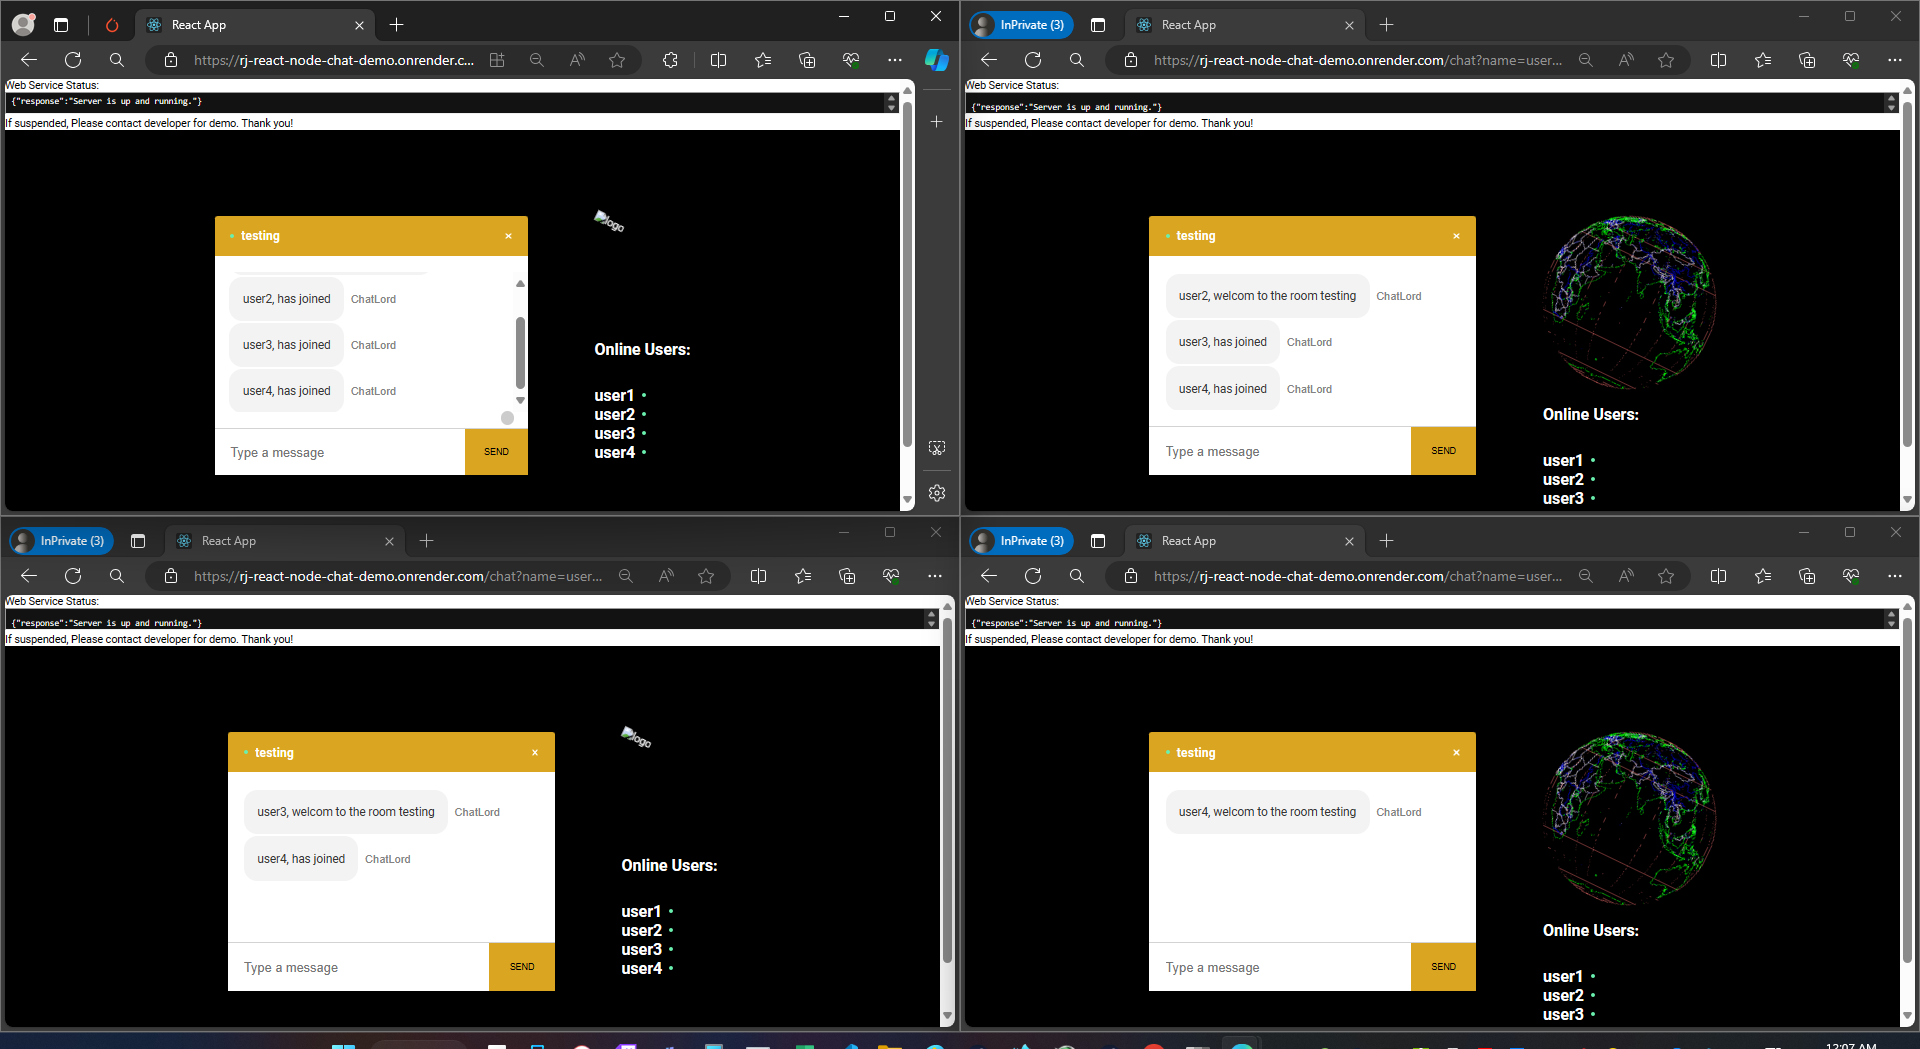 React App
https://rj-react-node-chat-demo.onrender.c...
Web Service Status:
{"response":"Server is up and running."}
If suspended, Please contact developer for demo. Thank you!
testing
×
user2, has joined
ChatLord
user3, has joined
ChatLord
user4, has joined
ChatLord
Type a message
SEND
logo
Online Users:
user1
user2
user3
user4
InPrivate (3)
React App
https://rj-react-node-chat-demo.onrender.com/chat?name=user...
Web Service Status:
{"response":"Server is up and running."}
If suspended, Please contact developer for demo. Thank you!
testing
×
user2, welcom to the room testing
ChatLord
user3, has joined
ChatLord
user4, has joined
ChatLord
Type a message
SEND
Online Users:
user1
user2
user3
InPrivate (3)
React App
https://rj-react-node-chat-demo.onrender.com/chat?name=user...
Web Service Status:
{"response":"Server is up and running."}
If suspended, Please contact developer for demo. Thank you!
testing
×
user3, welcom to the room testing
ChatLord
user4, has joined
ChatLord
Type a message
SEND
logo
Online Users:
user1
user2
user3
user4
InPrivate (3)
React App
https://rj-react-node-chat-demo.onrender.com/chat?name=user...
Web Service Status:
{"response":"Server is up and running."}
If suspended, Please contact developer for demo. Thank you!
testing
×
user4, welcom to the room testing
ChatLord
Type a message
SEND
Online Users:
user1
user2
user3
12:07 AM